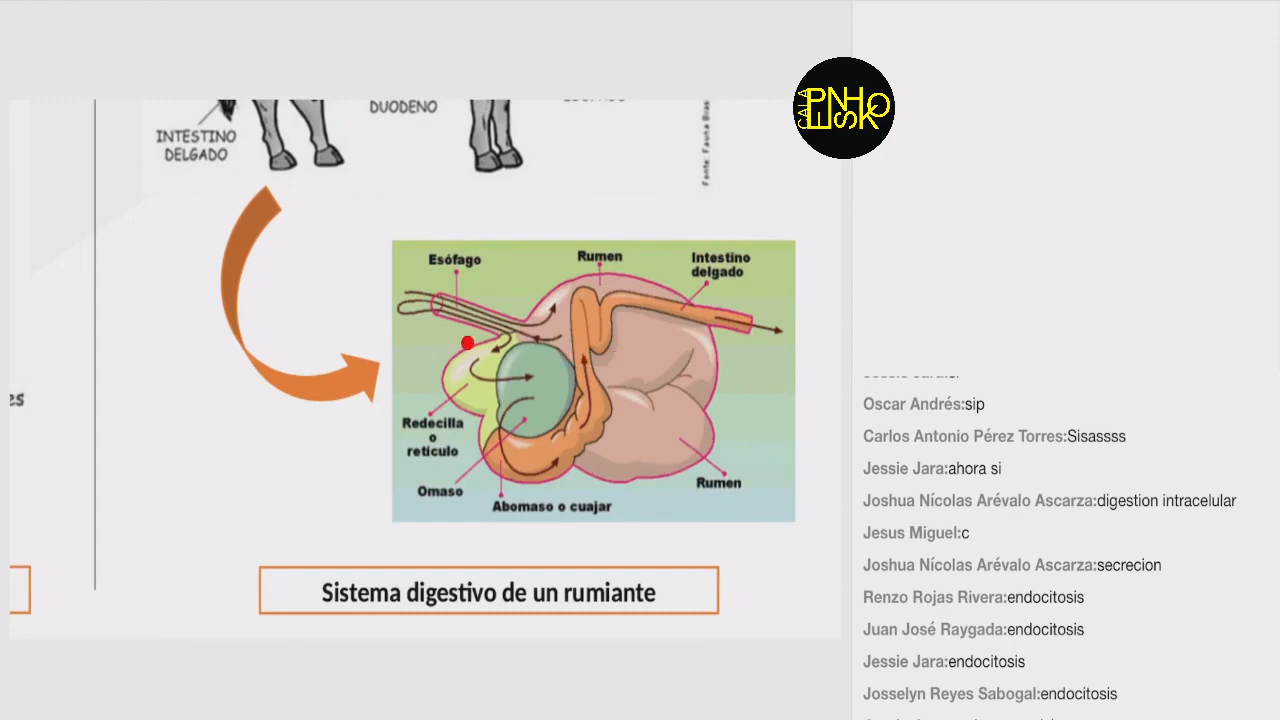 DUODENO
INTESTINO
DELGADO
es
Esófago
Rumen
Intestino
delgado
Redecilla
o
retículo
Omaso
Abomaso o cuajar
Rumen
Sistema digestivo de un rumiante
Oscar Andrés:sip
Carlos Antonio Pérez Torres:Sisassss
Jessie Jara:ahora si
Joshua Nícolas Arévalo Ascarza:digestion intracelular
Jesus Miguel:c
Joshua Nícolas Arévalo Ascarza:secrecion
Renzo Rojas Rivera:endocitosis
Juan José Raygada:endocitosis
Jessie Jara:endocitosis
Josselyn Reyes Sabogal:endocitosis